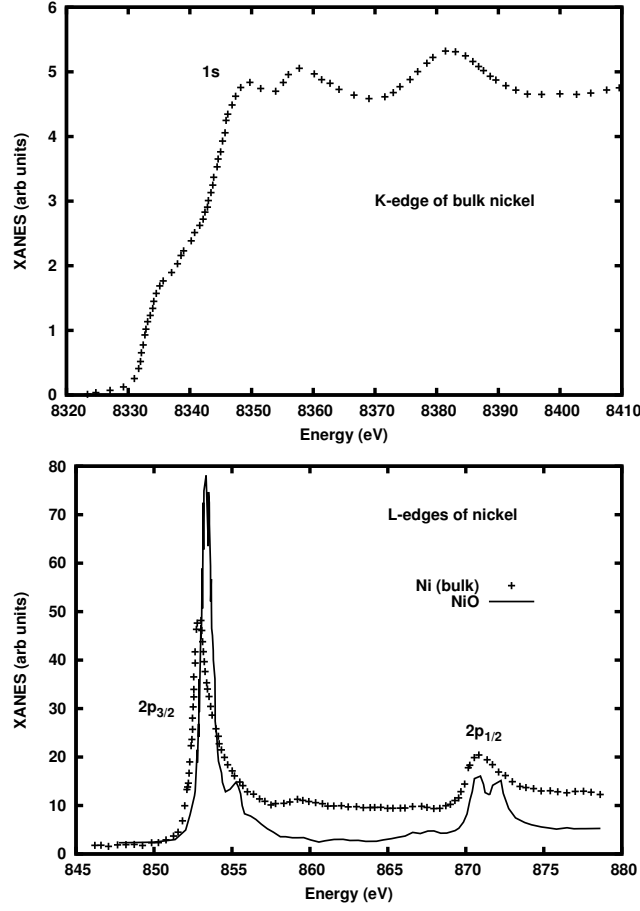 6
5
4
3
2
1
0
XANES (arb units)
1s
K-edge of bulk nickel
8320 8330 8340 8350 8360 8370 8380 8390 8400 8410
Energy (eV)
80
70
60
50
40
30
20
10
0
XANES (arb units)
L-edges of nickel
Ni (bulk)
NiO
2p3/2
2p1/2
845 850 855 860 865 870 875 880
Energy (eV)